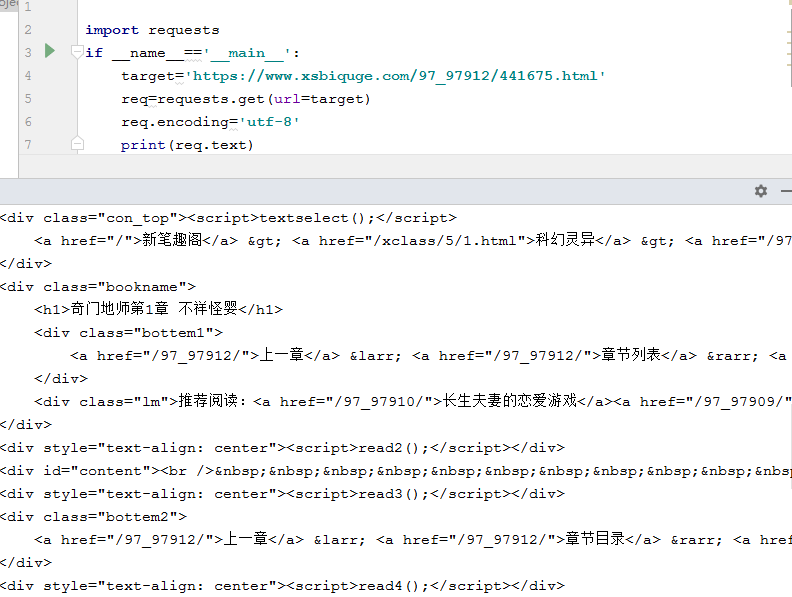 1
2 import requests
3 if __name__=='__main__':
4 target='https://www.xsbiquge.com/97_97912/441675.html'
5 req=requests.get(url=target)
6 req.encoding='utf-8'
7 print(req.text)
<div class="con_top"><script>textselect();</script>
<a href="/">新笔趣阁</a> &gt; <a href="/xclass/5/1.html">科幻灵异</a> &gt; <a href="/97
</div>
<div class="bookname">
<h1>奇门地师第1章 不祥怪婴</h1>
<div class="bottem1">
<a href="/97_97912/">上一章</a> &larr; <a href="/97_97912/">章节列表</a> &rarr; <a
</div>
<div class="lm">推荐阅读：<a href="/97_97910/">长生夫妻的恋爱游戏</a><a href="/97_97909/"
</div>
<div style="text-align: center"><script>read2();</script></div>
<div id="content"><br />&nbsp;&nbsp;&nbsp;&nbsp;&nbsp;&nbsp;&nbsp;&nbsp;&nbsp;&nbsp;&nbsp
<div style="text-align: center"><script>read3();</script></div>
<div class="bottem2">
<a href="/97_97912/">上一章</a> &larr; <a href="/97_97912/">章节目录</a> &rarr; <a href
</div>
<div style="text-align: center"><script>read4();</script></div>